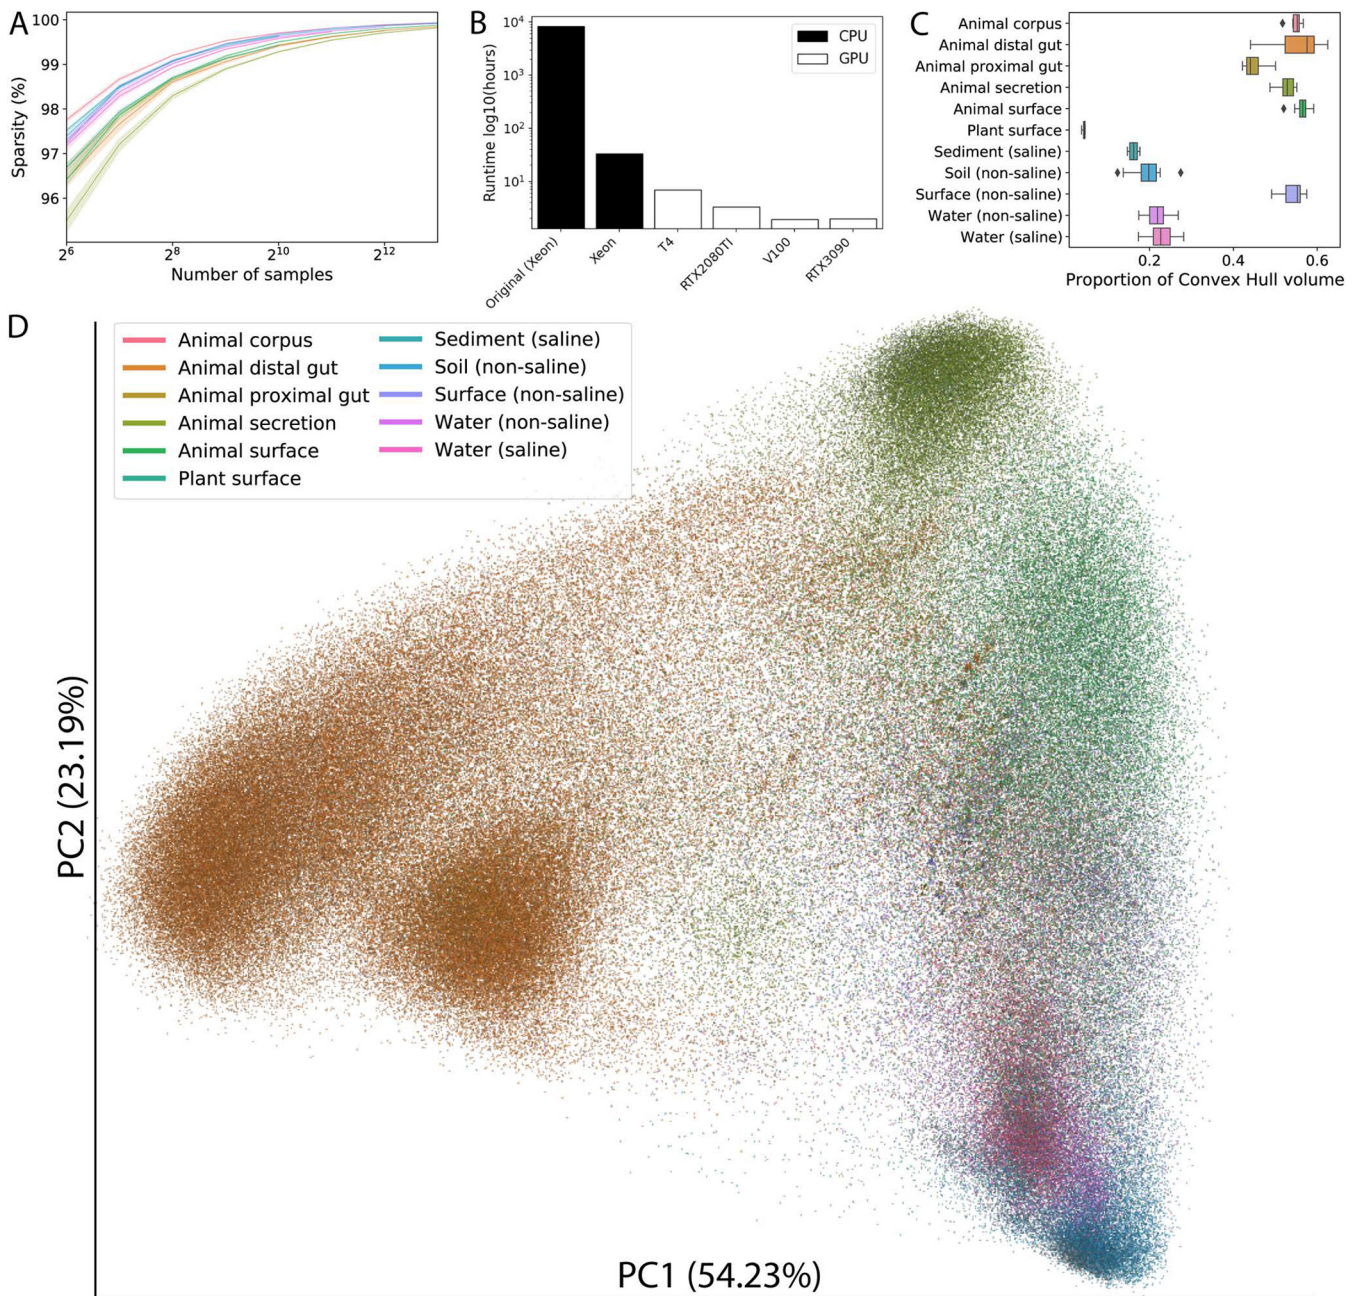 A
100
99
98
97
96
Sparsity (%)
2^6
2^8
2^10
2^12
Number of samples
B
10^4
10^3
10^2
10^1
Runtime log10(hours)
CPU
GPU
Original (Xeon)
Xeon
T4
RTX2080Ti
V100
RTX3090
C
Animal corpus
Animal distal gut
Animal proximal gut
Animal secretion
Animal surface
Plant surface
Sediment (saline)
Soil (non-saline)
Surface (non-saline)
Water (non-saline)
Water (saline)
0.2
0.4
0.6
Proportion of Convex Hull volume
D
Animal corpus
Animal distal gut
Animal proximal gut
Animal secretion
Animal surface
Plant surface
Sediment (saline)
Soil (non-saline)
Surface (non-saline)
Water (non-saline)
Water (saline)
PC2 (23.19%)
PC1 (54.23%)